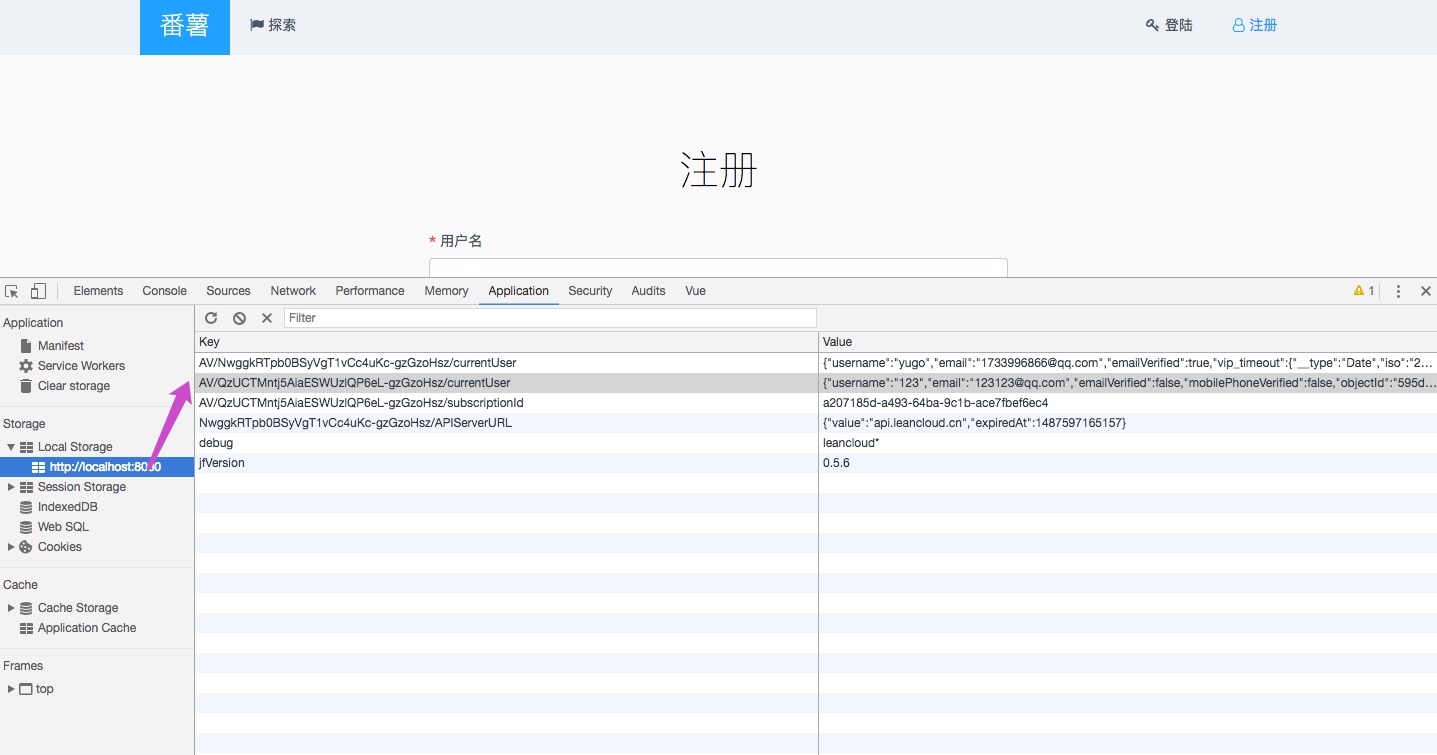 番薯 探索 登陆 注册
注册
* 用户名
Elements Console Sources Network Performance Memory Application Security Audits Vue 1
Application
Manifest
Service Workers
Clear storage
Storage
Local Storage
http://localhost:8080
Session Storage
IndexedDB
Web SQL
Cookies
Cache
Cache Storage
Application Cache
Frames
top
Filter
Key Value
AV/NwggkRTpb0BSyVgT1vCc4uKc-gzGzoHsz/currentUser {"username":"yugo","email":"1733996866@qq.com","emailVerified":true,"vip_timeout":{"__type":"Date","iso":"2...
AV/QzUCTMntj5AiaESWUzlQP6eL-gzGzoHsz/currentUser {"username":"123","email":"123123@qq.com","emailVerified":false,"mobilePhoneVerified":false,"objectId":"595d...
AV/QzUCTMntj5AiaESWUzlQP6eL-gzGzoHsz/subscriptionId a207185d-a493-64ba-9c1b-ace7fbef6ec4
NwggkRTpb0BSyVgT1vCc4uKc-gzGzoHsz/APIServerURL {"value":"api.leancloud.cn","expiredAt":1487597165157}
debug leancloud*
jfVersion 0.5.6